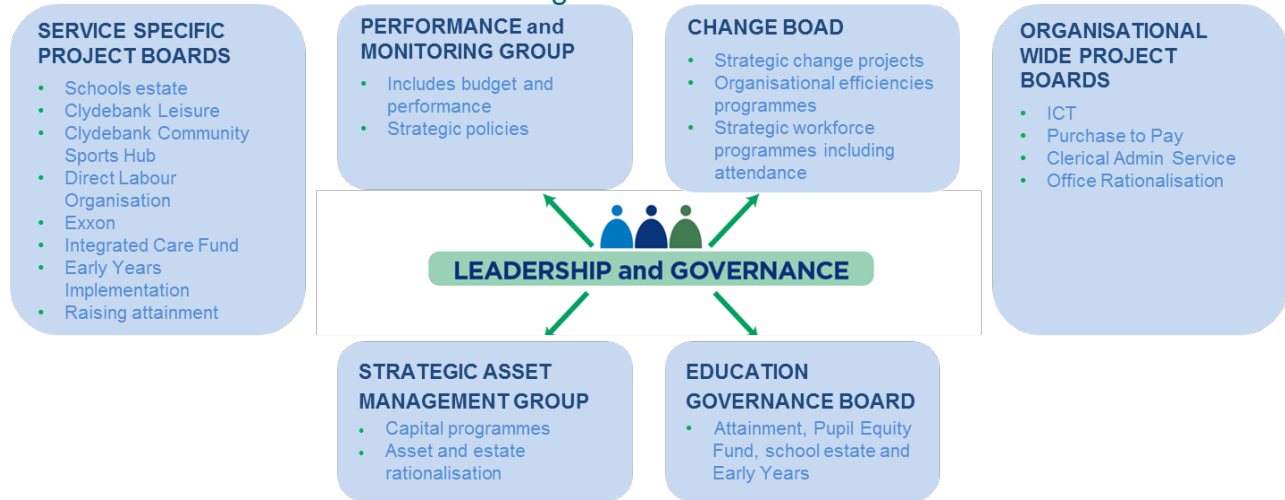 SERVICE SPECIFIC
PROJECT BOARDS
• Schools estate
• Clydebank Leisure
• Clydebank Community
Sports Hub
• Direct Labour
Organisation
• Exxon
• Integrated Care Fund
• Early Years
Implementation
• Raising attainment
PERFORMANCE and
MONITORING GROUP
• Includes budget and
performance
• Strategic policies
CHANGE BOAD
• Strategic change projects
• Organisational efficiencies
programmes
• Strategic workforce
programmes including
attendance
ORGANISATIONAL
WIDE PROJECT
BOARDS
• ICT
• Purchase to Pay
• Clerical Admin Service
• Office Rationalisation
LEADERSHIP and GOVERNANCE
STRATEGIC ASSET
MANAGEMENT GROUP
• Capital programmes
• Asset and estate
rationalisation
EDUCATION
GOVERNANCE BOARD
• Attainment, Pupil Equity
Fund, school estate and
Early Years